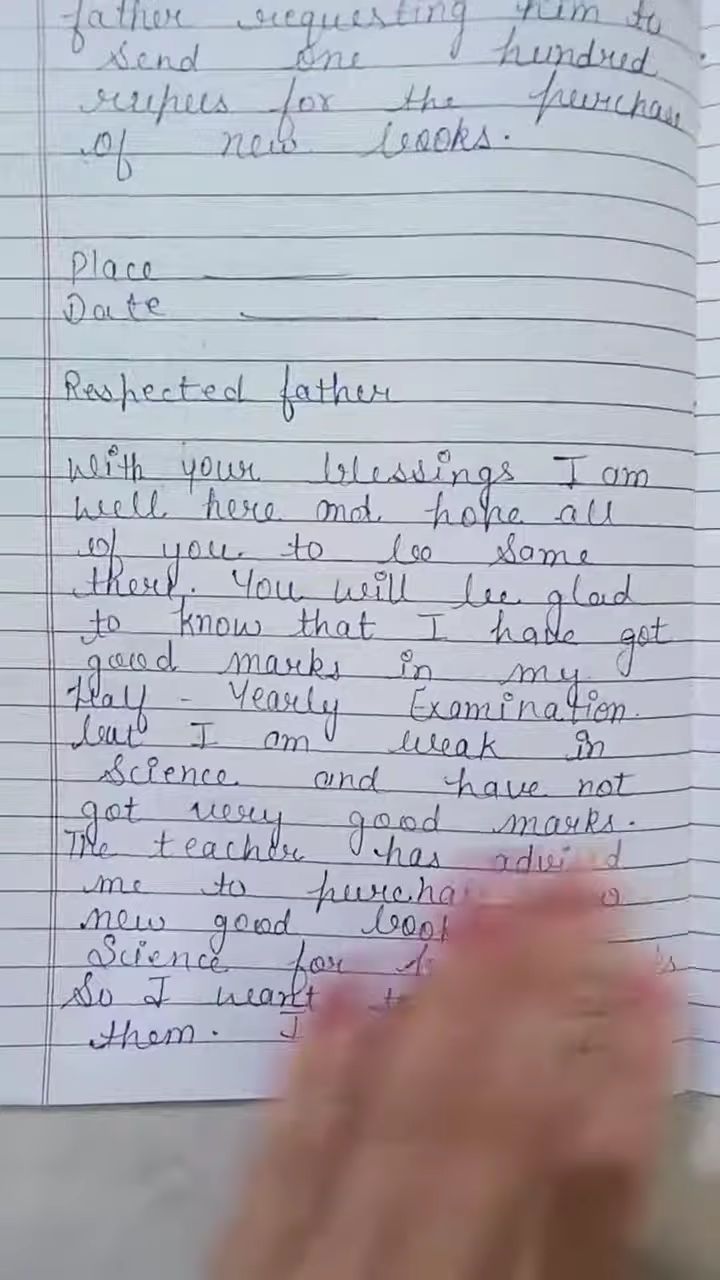 father requesting him to
send one hundred
rupees for the purchase
of new books.
Place
Date
Respected father
With your blessings I am
well here and hope all
of you to be same
there. You will be glad
to know that I have got
good marks in my
Half - Yearly Examination.
but I am weak in
Science and have not
got very good marks.
The teacher has advised
me to
new good
Science for
So I want
them. I